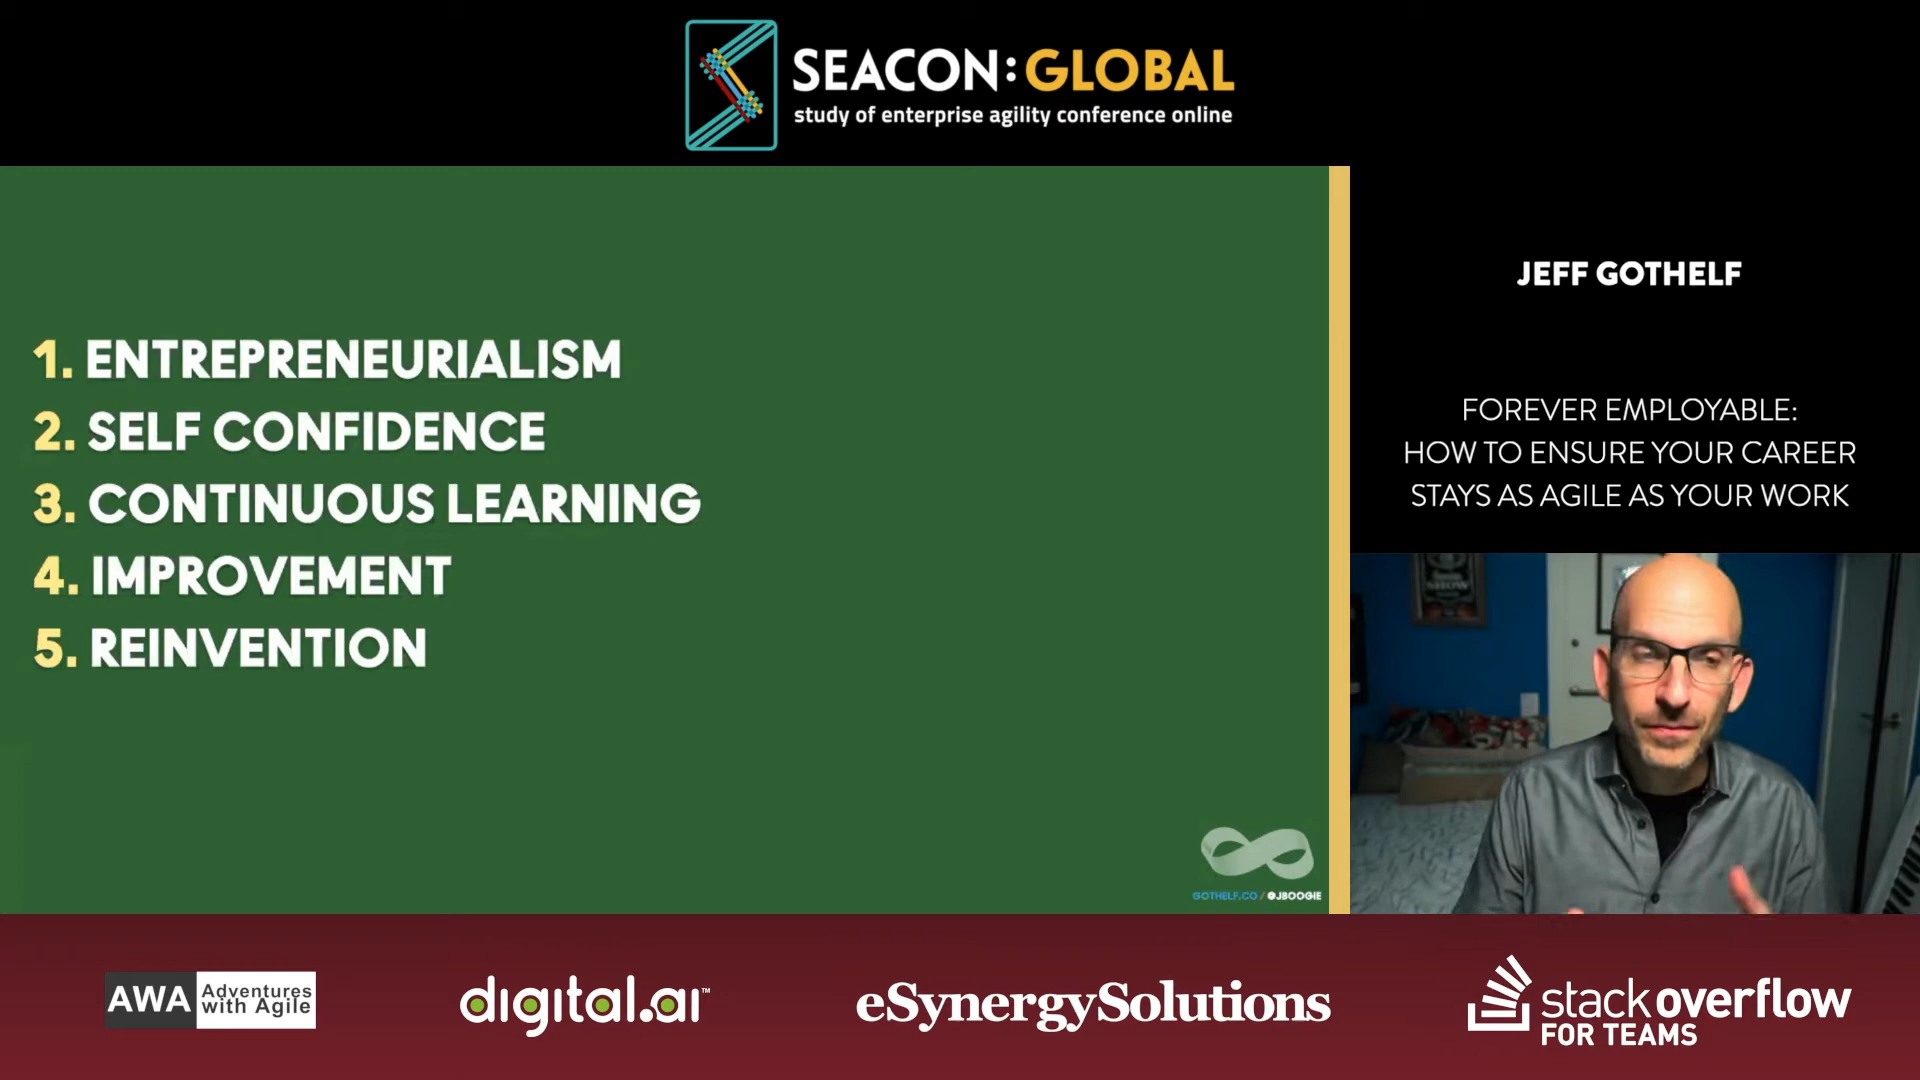 SEACON:GLOBAL
study of enterprise agility conference online
1. ENTREPRENEURIALISM
2. SELF CONFIDENCE
3. CONTINUOUS LEARNING
4. IMPROVEMENT
5. REINVENTION
GOTHELF.CO / @JBOOGIE
JEFF GOTHELF
FOREVER EMPLOYABLE:
HOW TO ENSURE YOUR CAREER
STAYS AS AGILE AS YOUR WORK
AWA Adventures
with Agile
digital.ai™
eSynergySolutions
stackoverflow
FOR TEAMS